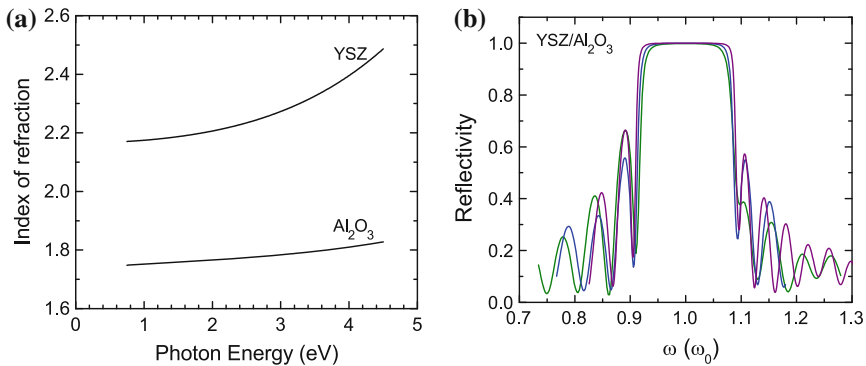 (a)
2.6
2.4
2.2
2.0
1.8
1.6
Index of refraction
YSZ
Al₂O₃
0 1 2 3 4 5
Photon Energy (eV)
(b)
YSZ/Al₂O₃
1.0
0.8
0.6
0.4
0.2
0.0
Reflectivity
0.7 0.8 0.9 1.0 1.1 1.2 1.3
ω (ω₀)